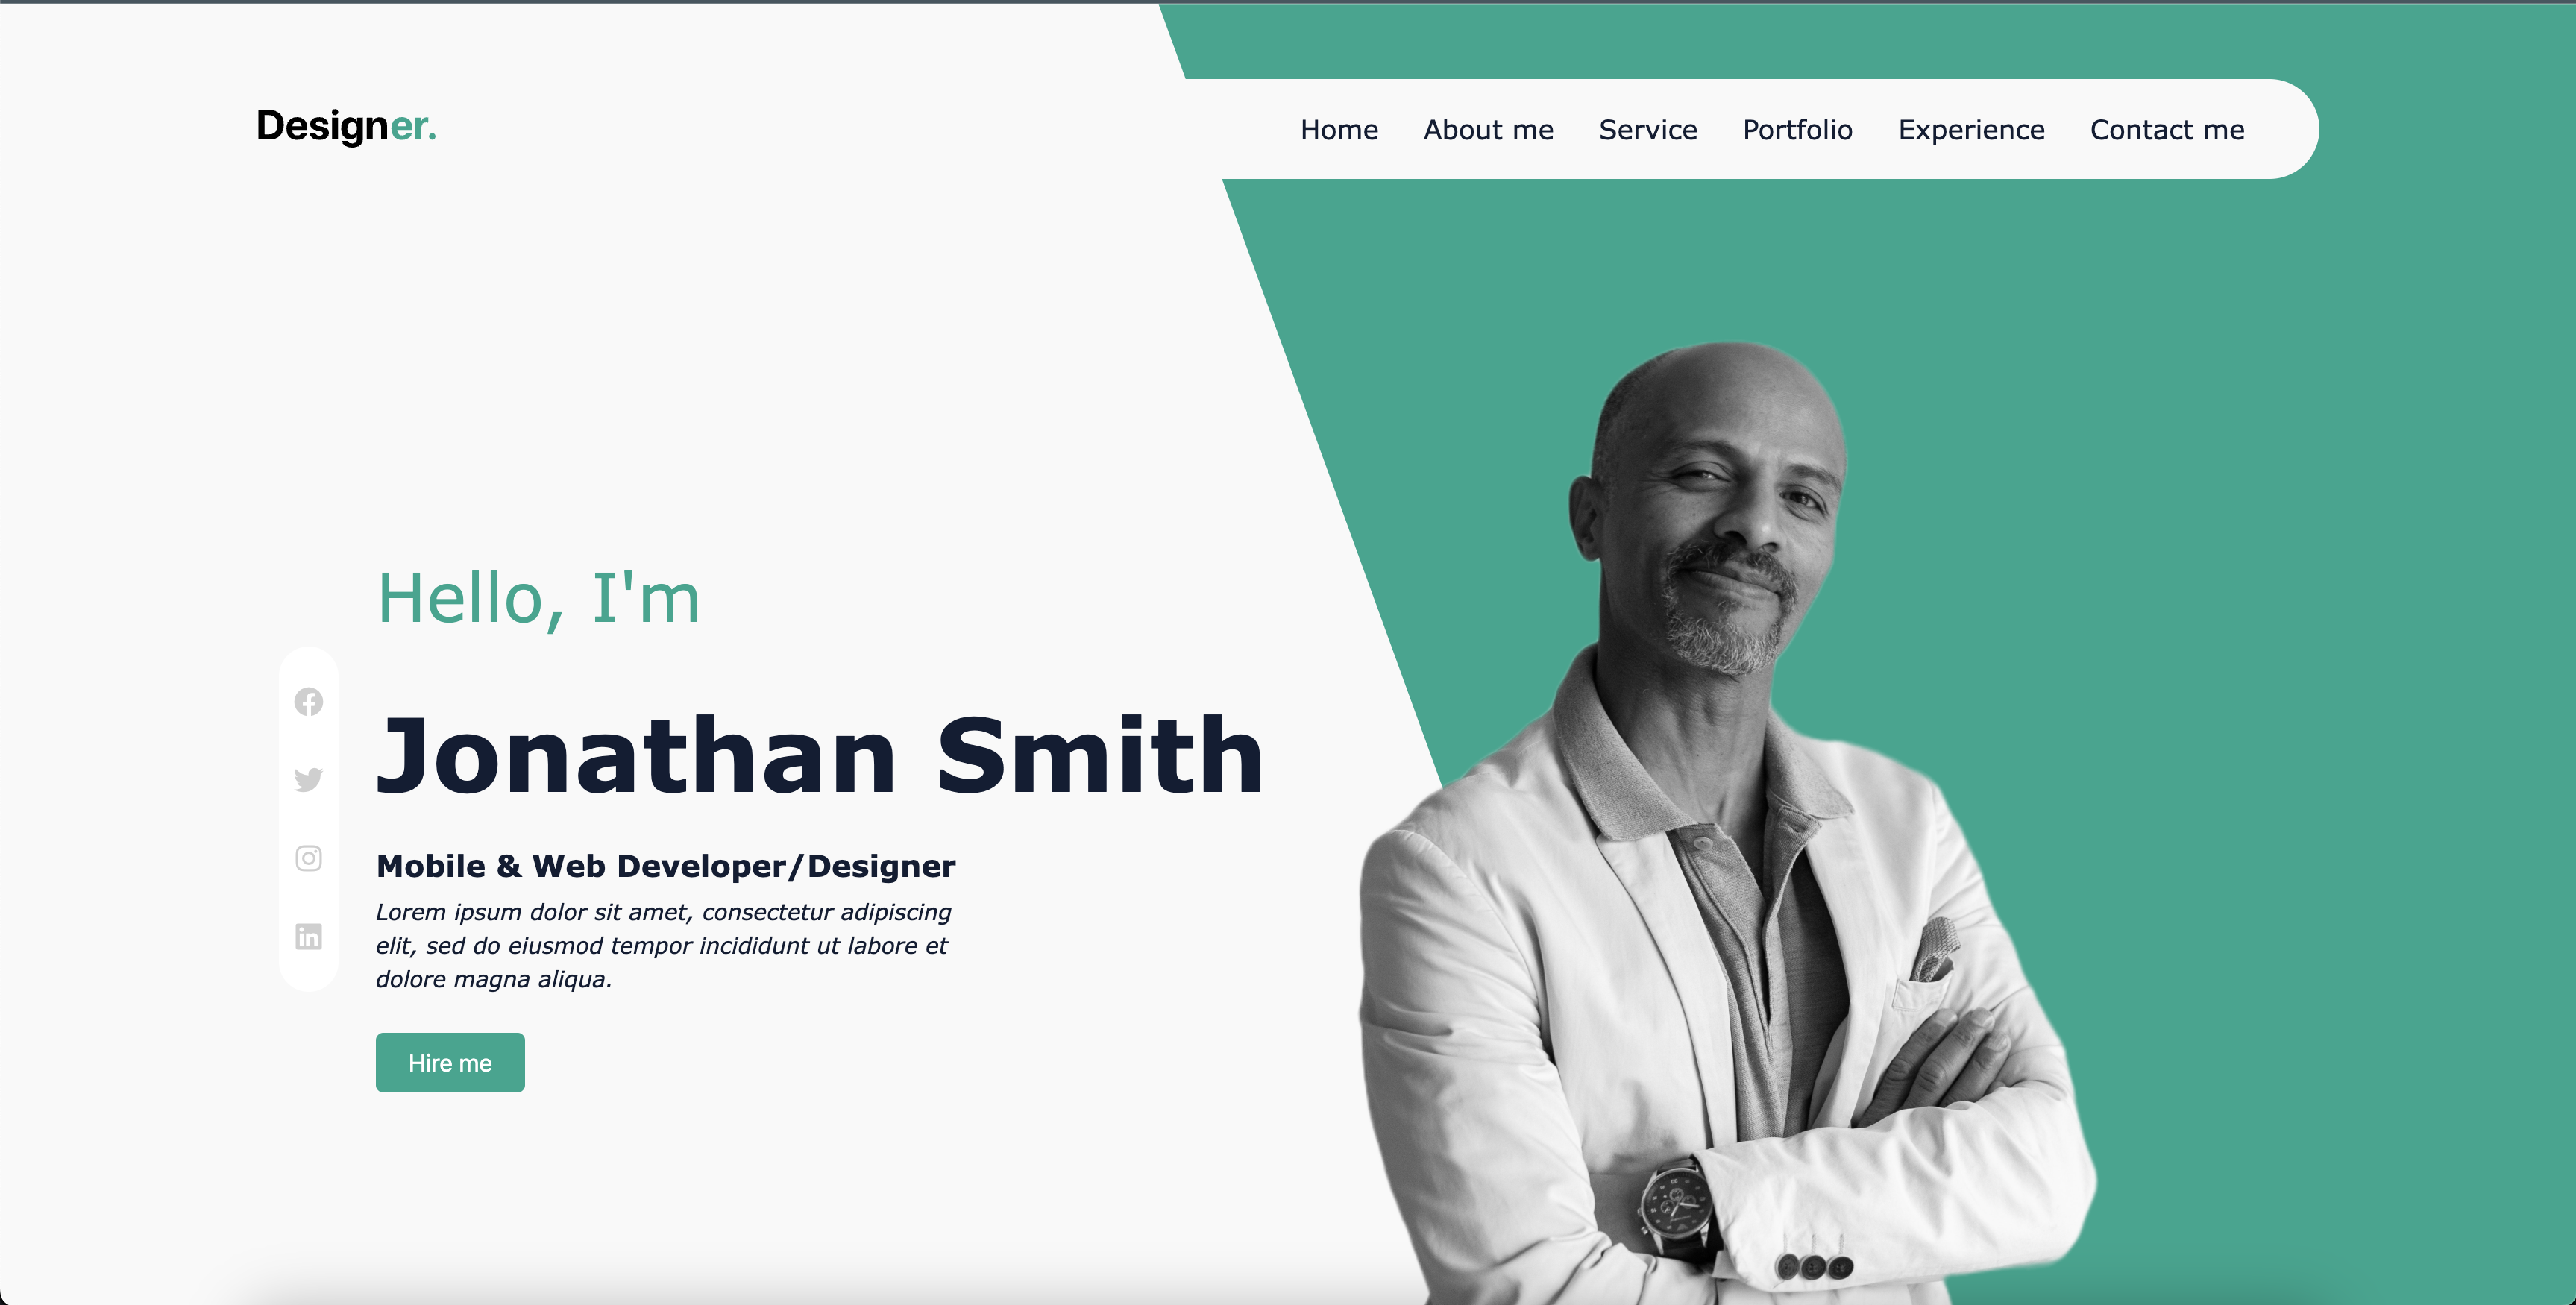 Designer.
Home About me Service Portfolio Experience Contact me
Hello, I'm
Jonathan Smith
Mobile & Web Developer/Designer
Lorem ipsum dolor sit amet, consectetur adipiscing
elit, sed do eiusmod tempor incididunt ut labore et
dolore magna aliqua.
Hire me